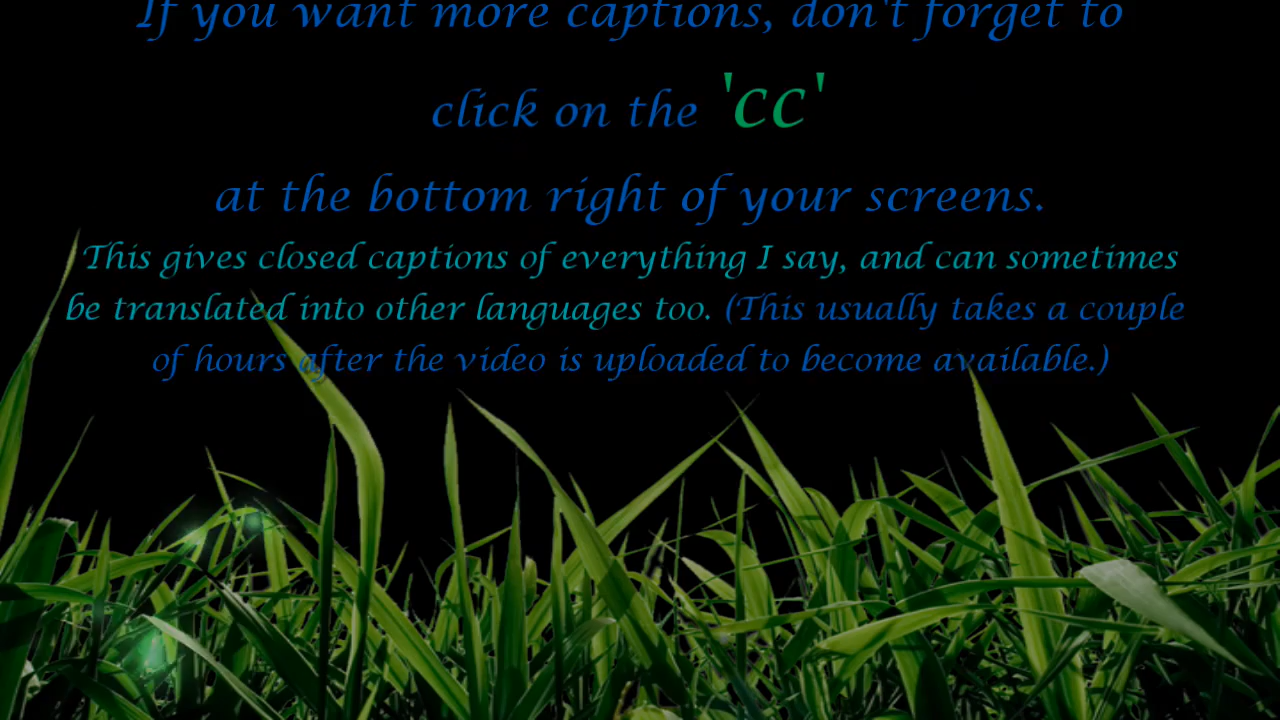 If you want more captions, don't forget to
click on the 'cc'
at the bottom right of your screens.
This gives closed captions of everything I say, and can sometimes
be translated into other languages too. (This usually takes a couple
of hours after the video is uploaded to become available.)